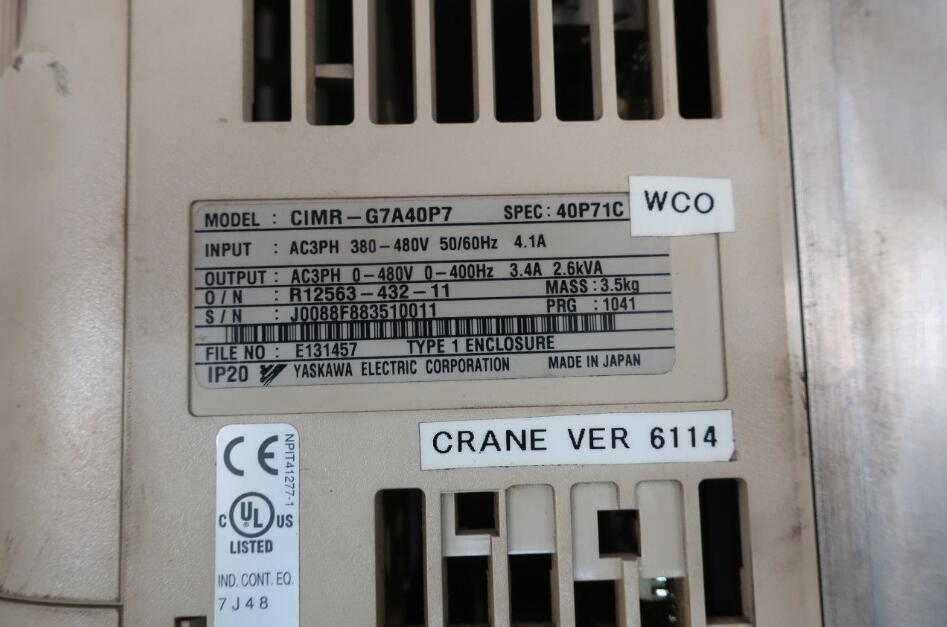 MODEL : CIMR-G7A40P7 SPEC: 40P71C WCO
INPUT : AC3PH 380-480V 50/60Hz 4.1A
OUTPUT : AC3PH 0-480V 0-400Hz 3.4A 2.6kVA
O/N : R12563-432-11 MASS : 3.5kg
S/N : J0088F883510011 PRG : 1041
FILE NO : E131457 TYPE 1 ENCLOSURE
IP20 YASKAWA ELECTRIC CORPORATION MADE IN JAPAN
CRANE VER 6114
CE
NPIT41277-1
C UL US
®
LISTED
IND. CONT. EQ.
7J48